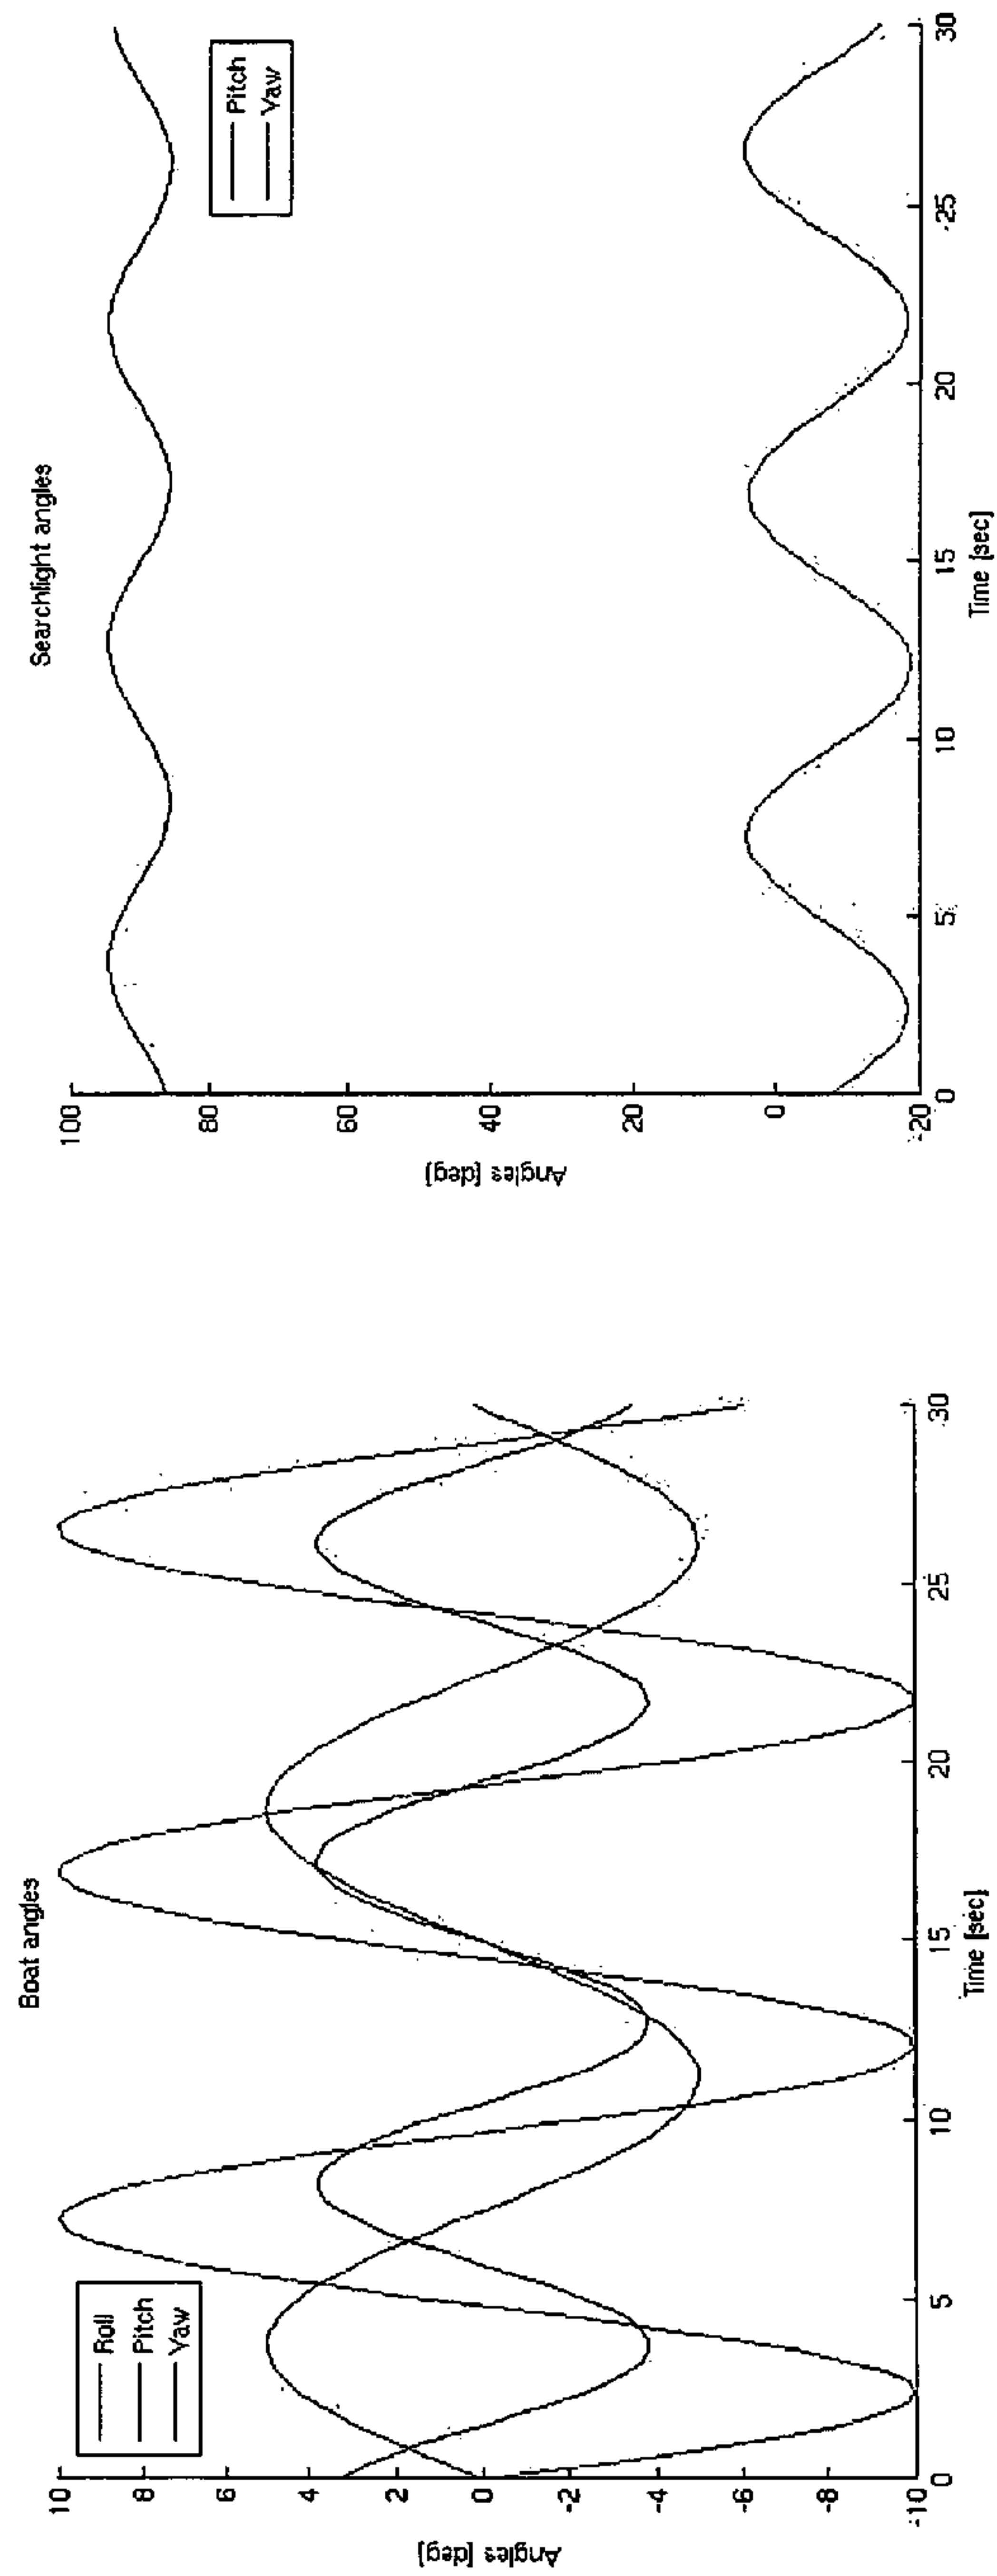 Boat angles
Roll
Pitch
Yaw
Angles [deg]
10
8
6
4
2
0
-2
-4
-6
-8
-10
0
5
10
15
20
25
30
Time [sec]
Searchlight angles
Pitch
Yaw
Angles [deg]
100
80
60
40
20
0
-20
0
5
10
15
20
25
30
Time [sec]